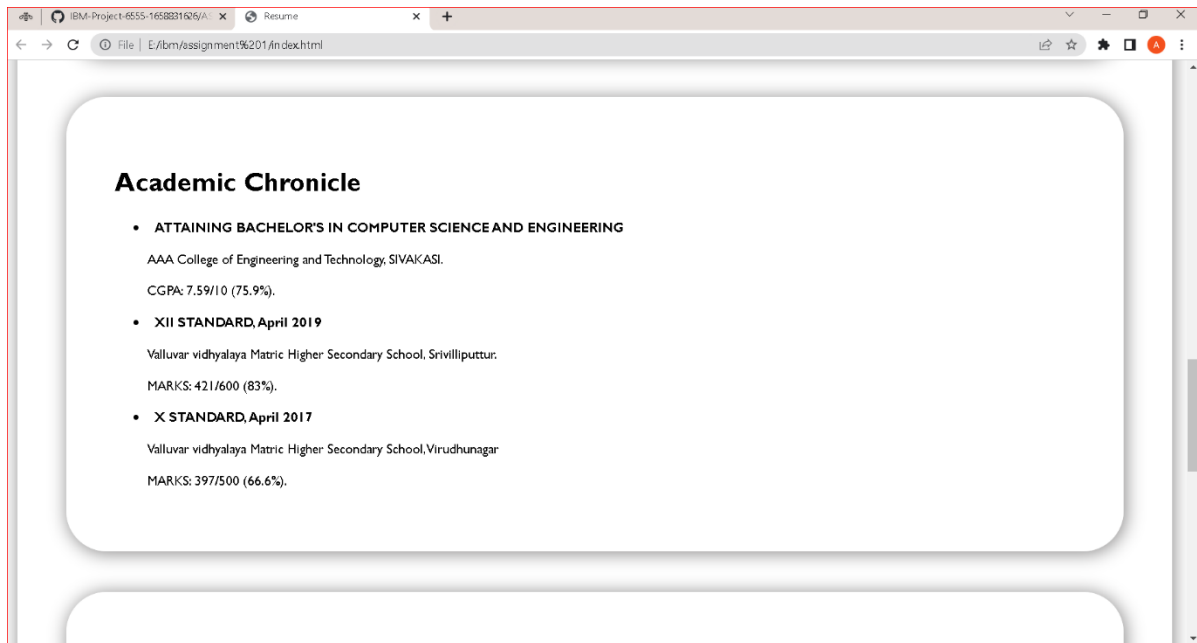 IBM-Project-6555-1658831626/A
Resume
File | E:/ibm/assignment%201/index.html
A
Academic Chronicle
• ATTAINING BACHELOR'S IN COMPUTER SCIENCE AND ENGINEERING
AAA College of Engineering and Technology, SIVAKASI.
CGPA: 7.59/10 (75.9%).
• XII STANDARD, April 2019
Valluvar vidhyalaya Matric Higher Secondary School, Srivilliputtur.
MARKS: 421/600 (83%).
• X STANDARD, April 2017
Valluvar vidhyalaya Matric Higher Secondary School, Virudhunagar
MARKS: 397/500 (66.6%).